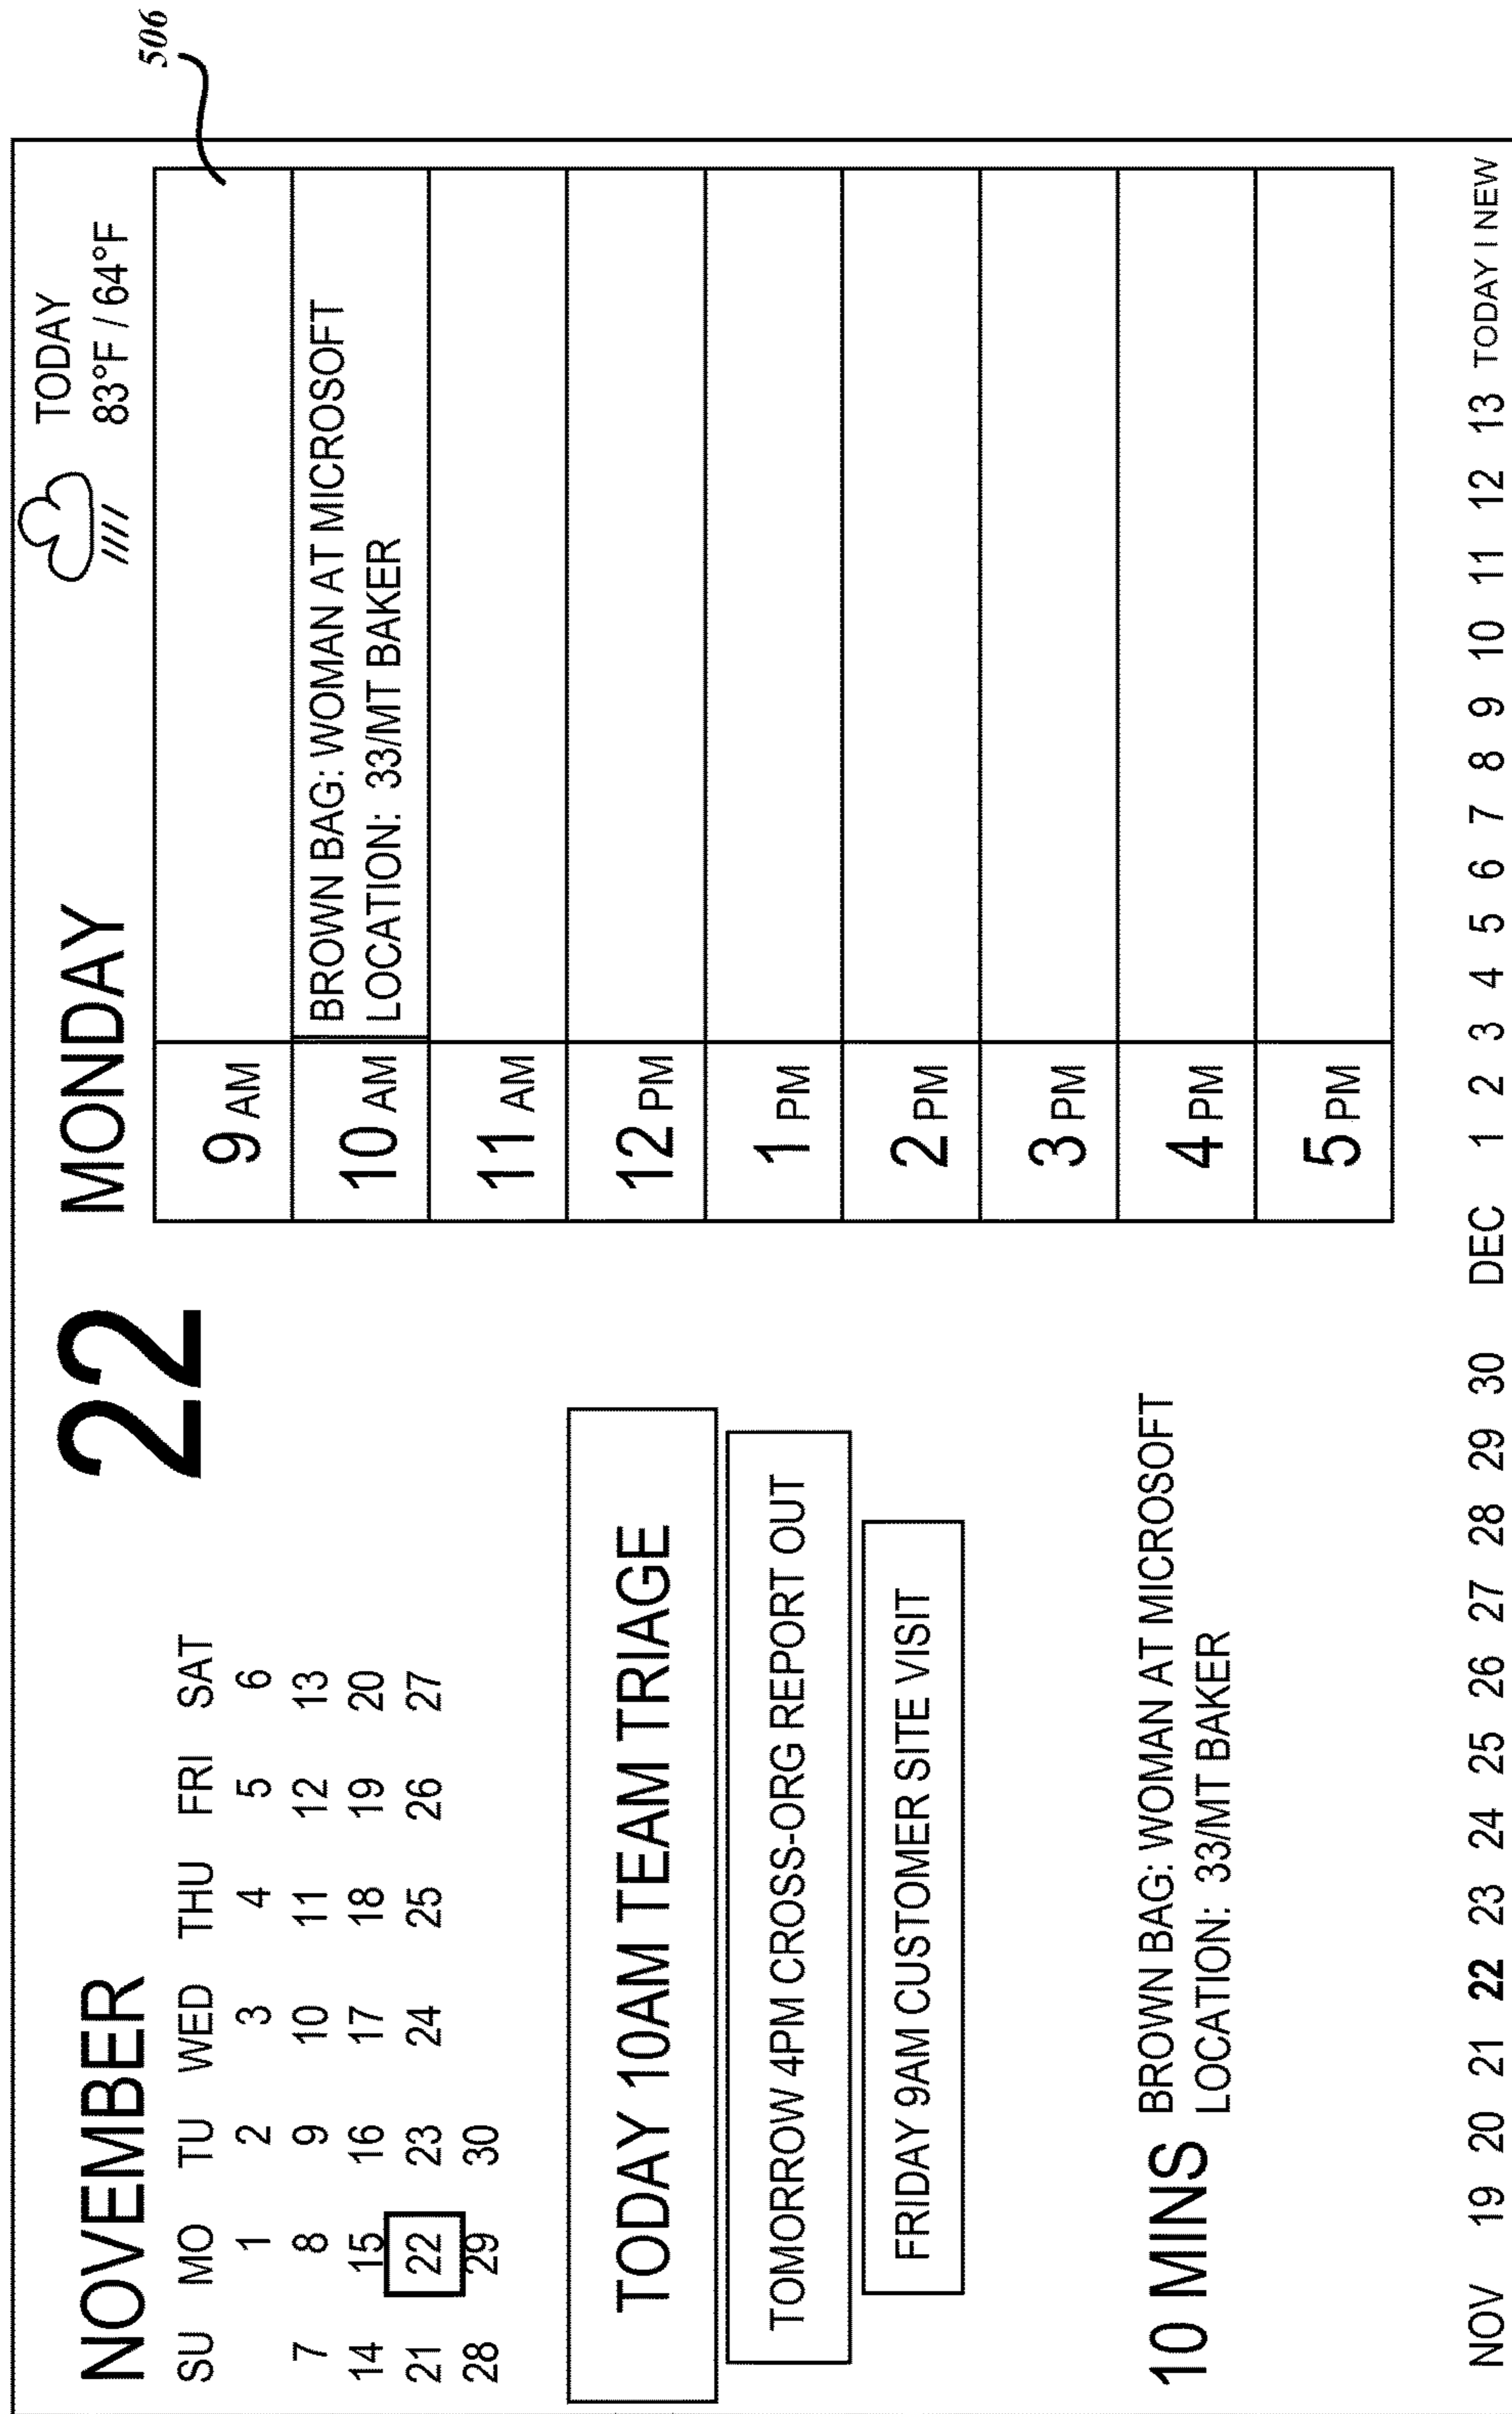 506
NOVEMBER
SU MO TU WED THU FRI SAT
1 2 3 4 5 6
7 8 9 10 11 12 13
14 15 16 17 18 19 20
21 22 23 24 25 26 27
28 29 30
22
MONDAY
TODAY
83°F / 64°F
TODAY 10AM TEAM TRIAGE
TOMORROW 4PM CROSS-ORG REPORT OUT
FRIDAY 9AM CUSTOMER SITE VISIT
10 MINS
BROWN BAG: WOMAN AT MICROSOFT
LOCATION: 33/MT BAKER
9 AM
10 AM
BROWN BAG: WOMAN AT MICROSOFT
LOCATION: 33/MT BAKER
11 AM
12 PM
1 PM
2 PM
3 PM
4 PM
5 PM
NOV 19 20 21 22 23 24 25 26 27 28 29 30 DEC 1 2 3 4 5 6 7 8 9 10 11 12 13 TODAY I NEW